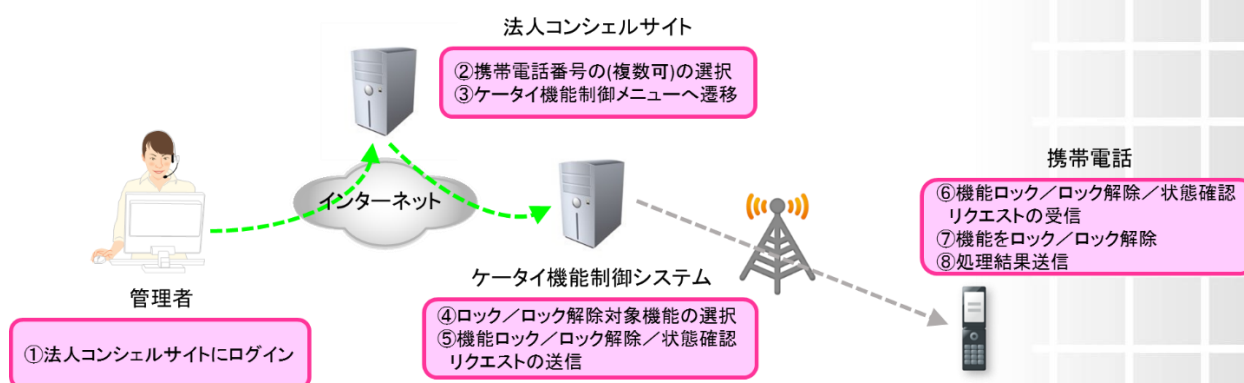 法人コンシェルサイト
②携帯電話番号の(複数可)の選択
③ケータイ機能制御メニューへ遷移
インターネット
管理者
①法人コンシェルサイトにログイン
ケータイ機能制御システム
④ロック／ロック解除対象機能の選択
⑤機能ロック／ロック解除／状態確認
リクエストの送信
携帯電話
⑥機能ロック／ロック解除／状態確認
リクエストの受信
⑦機能をロック／ロック解除
⑧処理結果送信